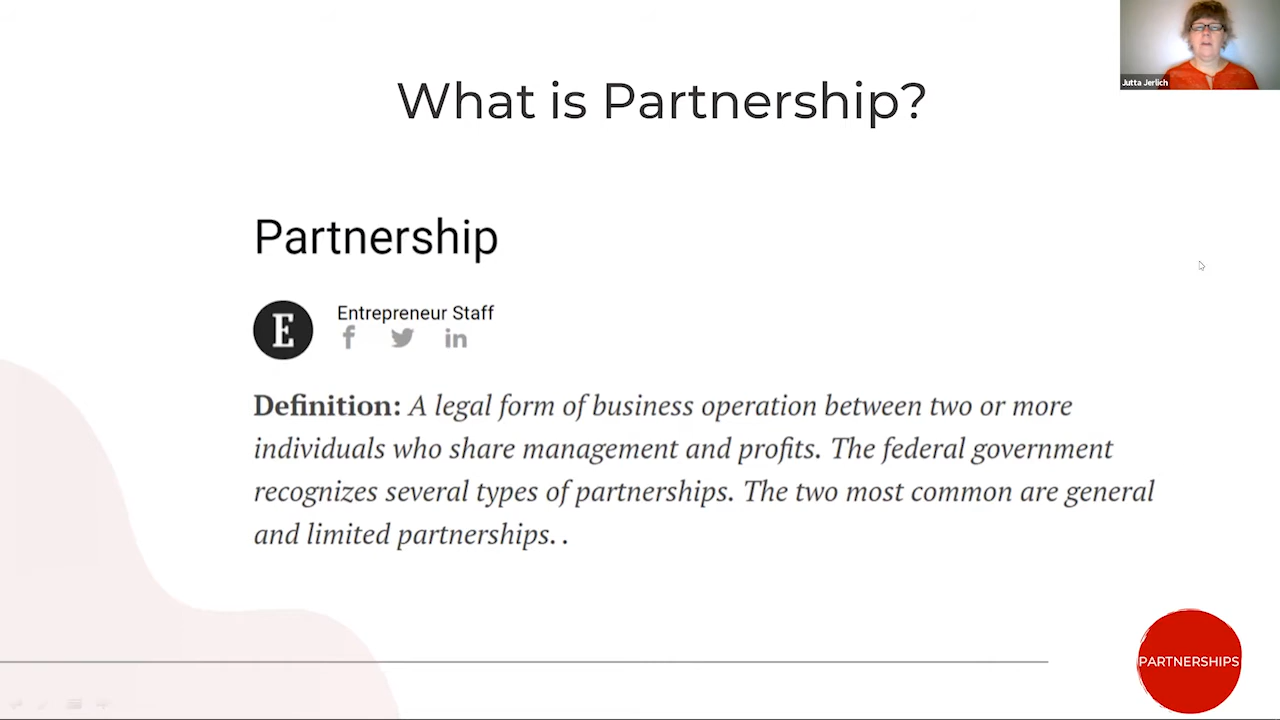 Jutta Jerlich
What is Partnership?
Partnership
E
Entrepreneur Staff
f in
Definition: A legal form of business operation between two or more
individuals who share management and profits. The federal government
recognizes several types of partnerships. The two most common are general
and limited partnerships. .
PARTNERSHIPS